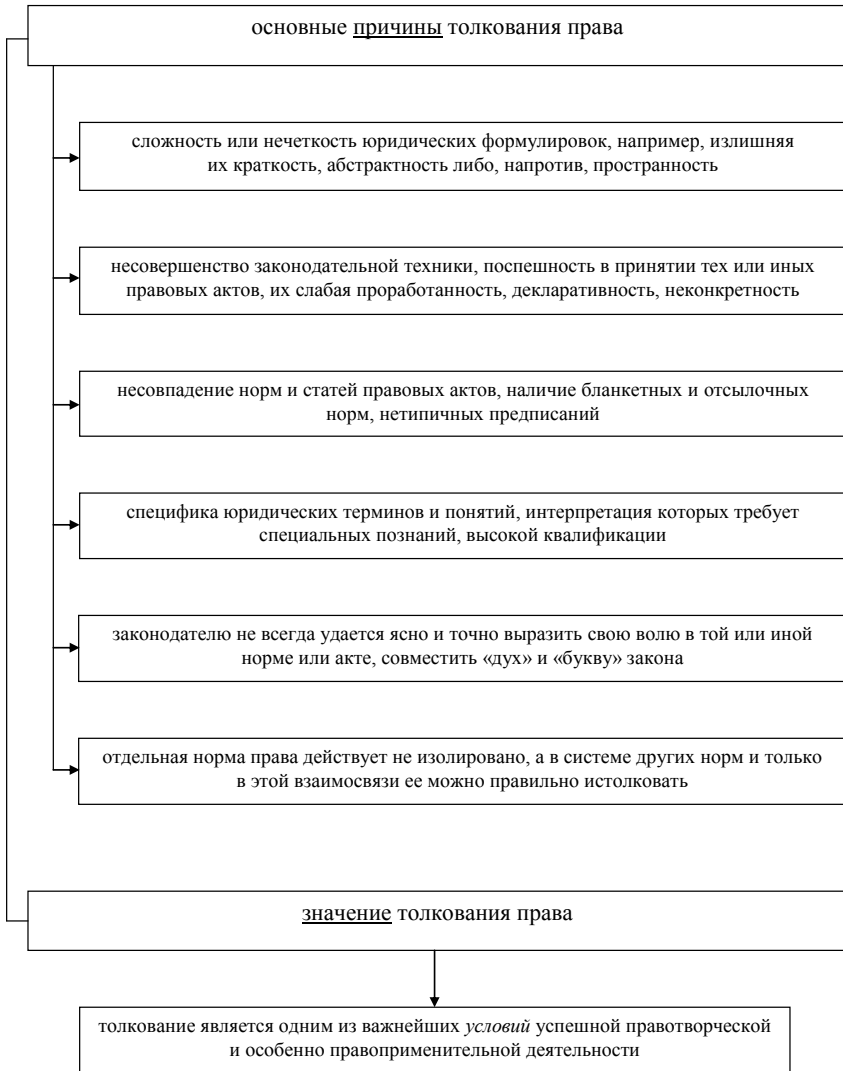 основные причины толкования права
сложность или нечеткость юридических формулировок, например, излишняя
их краткость, абстрактность либо, напротив, пространность
несовершенство законодательной техники, поспешность в принятии тех или иных
правовых актов, их слабая проработанность, декларативность, неконкретность
несовпадение норм и статей правовых актов, наличие бланкетных и отсылочных
норм, нетипичных предписаний
специфика юридических терминов и понятий, интерпретация которых требует
специальных познаний, высокой квалификации
законодателю не всегда удается ясно и точно выразить свою волю в той или иной
норме или акте, совместить «дух» и «букву» закона
отдельная норма права действует не изолировано, а в системе других норм и только
в этой взаимосвязи ее можно правильно истолковать
значение толкования права
толкование является одним из важнейших условий успешной правотворческой
и особенно правоприменительной деятельности